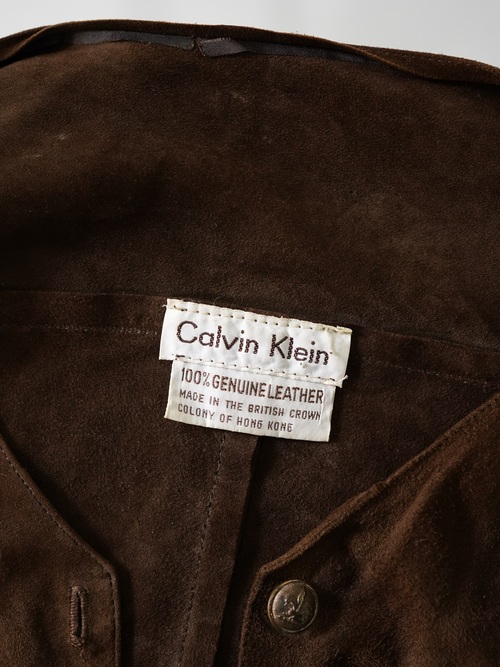 Calvin Klein
100% GENUINE LEATHER
MADE IN THE BRITISH CROWN
COLONY OF HONG KONG